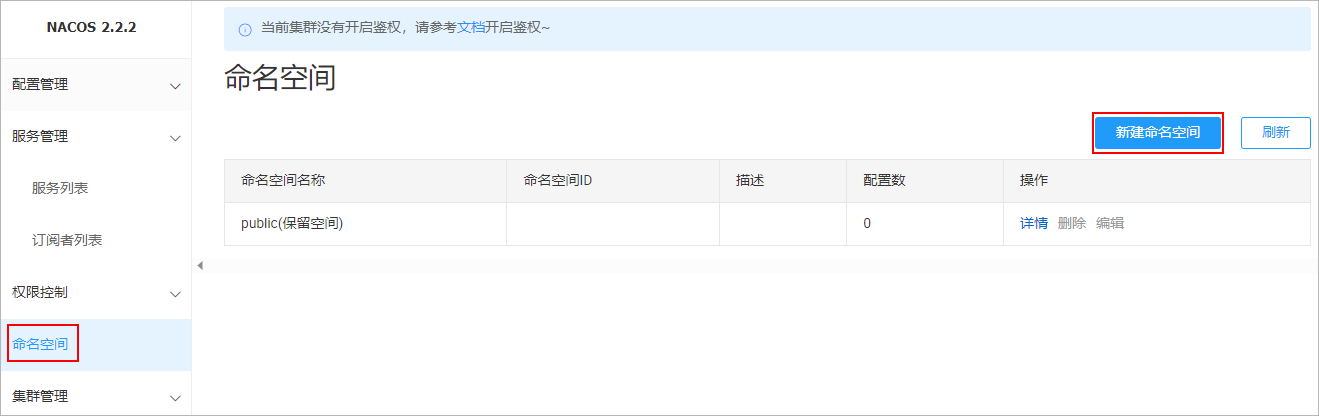 NACOS 2.2.2
当前集群没有开启鉴权，请参考文档开启鉴权~
配置管理
服务管理
服务列表
订阅者列表
权限控制
命名空间
集群管理
命名空间
新建命名空间 刷新
命名空间名称 命名空间ID 描述 配置数 操作
public(保留空间) 0 详情 删除 编辑